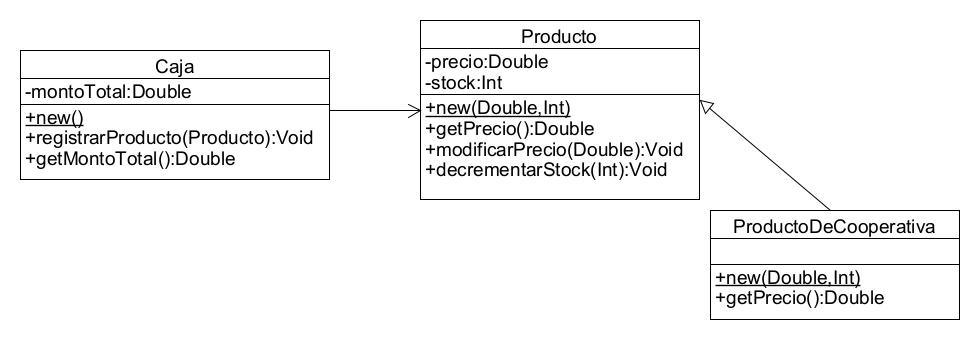 Caja
-montoTotal:Double
+new()
+registrarProducto(Producto):Void
+getMontoTotal():Double
Producto
-precio:Double
-stock:Int
+new(Double,Int)
+getPrecio():Double
+modificarPrecio(Double):Void
+decrementarStock(Int):Void
ProductoDeCooperativa
+new(Double,Int)
+getPrecio():Double